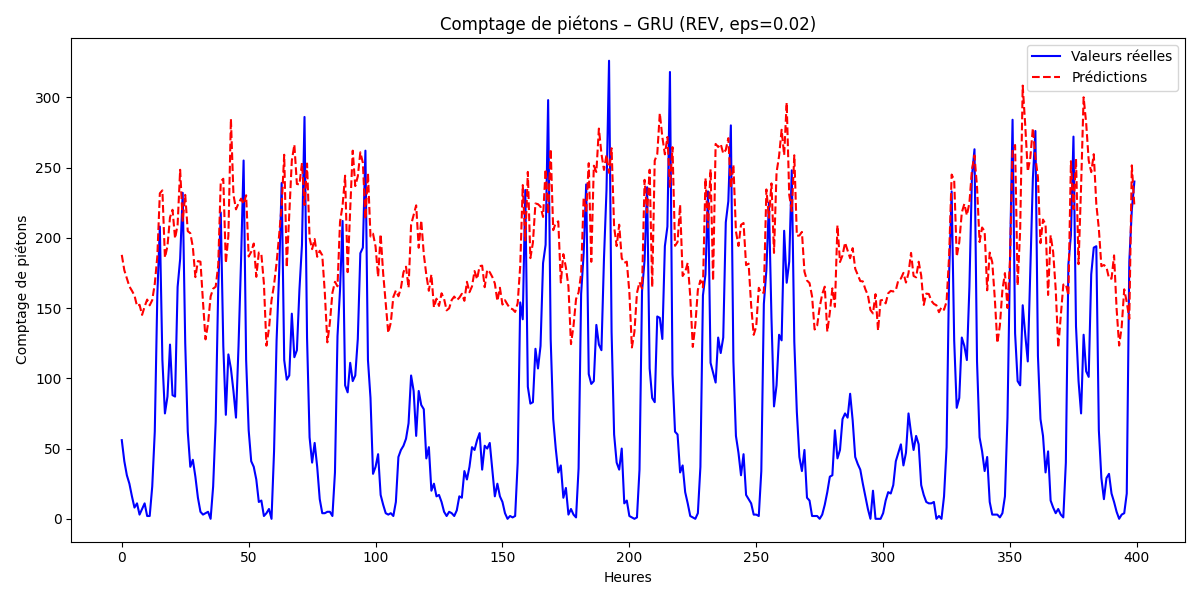 Comptage de piétons – GRU (REV, eps=0.02)
Valeurs réelles
Prédictions
Comptage de piétons
300
250
200
150
100
50
0
0 50 100 150 200 250 300 350 400
Heures